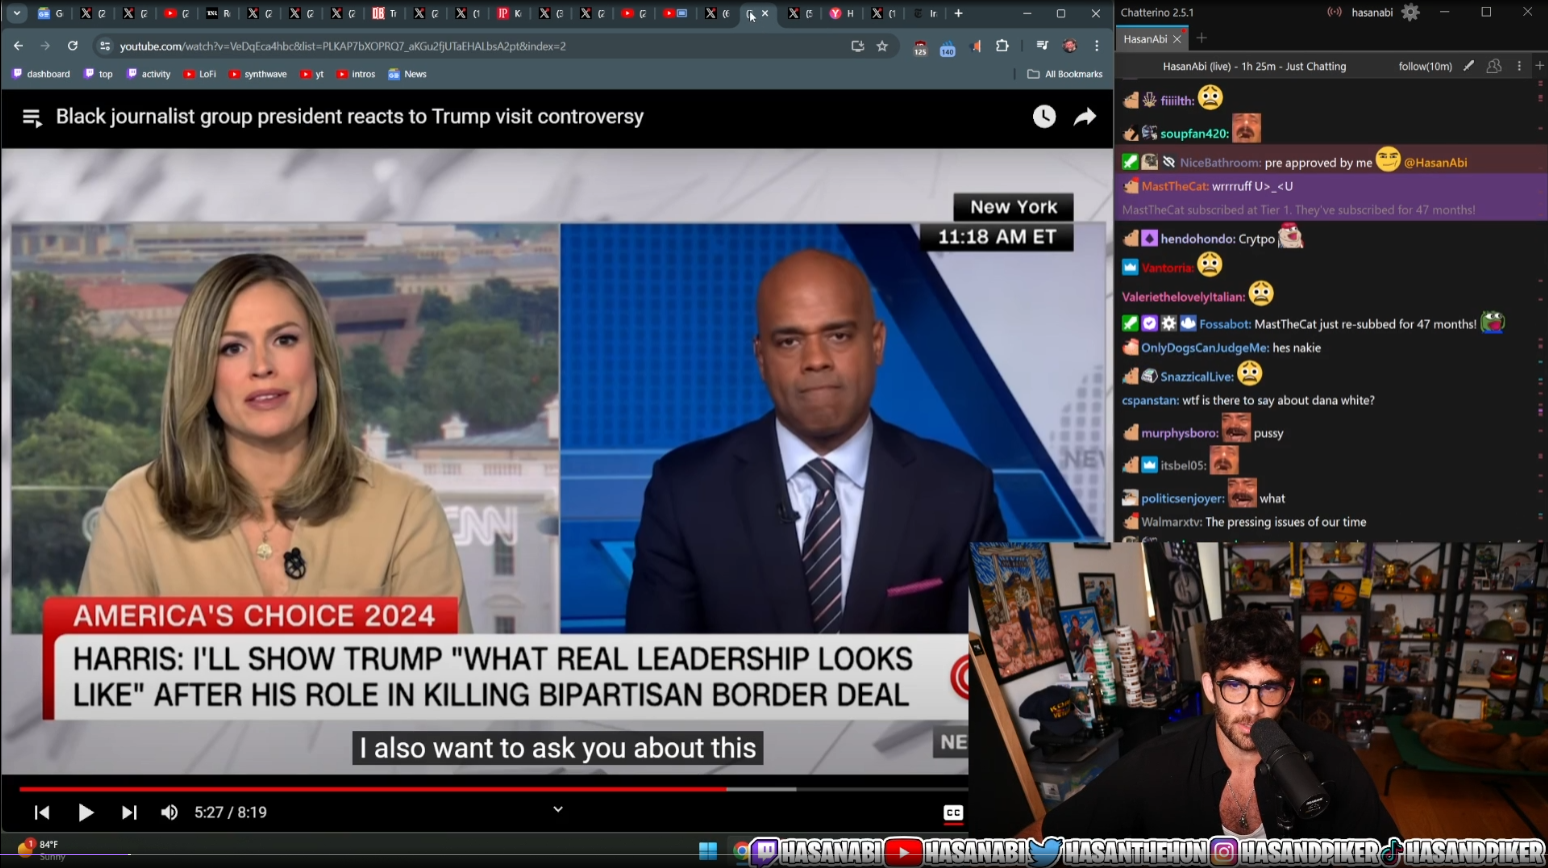 youtube.com/watch?v=VeDqEca4hbc&list=PLKAP7bXOPRQ7_aKGu2fjUTaEHALbsA2pt&index=2
125
140
dashboard
top
activity
LoFi
synthwave
yt
intros
News
All Bookmarks
Black journalist group president reacts to Trump visit controversy
New York
11:18 AM ET
CNN
AMERICA'S CHOICE 2024
HARRIS: I'LL SHOW TRUMP "WHAT REAL LEADERSHIP LOOKS
LIKE" AFTER HIS ROLE IN KILLING BIPARTISAN BORDER DEAL
I also want to ask you about this
5:27 / 8:19
CC
1
84°F
Sunny
Chatterino 2.5.1
hasanabi
HasanAbi
HasanAbi (live) - 1h 25m - Just Chatting
follow(10m)
fiiiilth:
soupfan420:
NiceBathroom: pre approved by me @HasanAbi
MastTheCat: wrrrruff U>_<U
MastTheCat subscribed at Tier 1. They've subscribed for 47 months!
hendohondo: Crytpo
Vantorria:
ValeriethelovelyItalian:
Fossabot: MastTheCat just re-subbed for 47 months!
OnlyDogsCanJudgeMe: hes nakie
SnazzicalLive:
cspanstan: wtf is there to say about dana white?
murphysboro: pussy
itsbel05:
politicsenjoyer: what
Walmarxtv: The pressing issues of our time
HASANABI
HASANABI
HASANTHEHUN
HASANDPIKER
HASANDPIKER